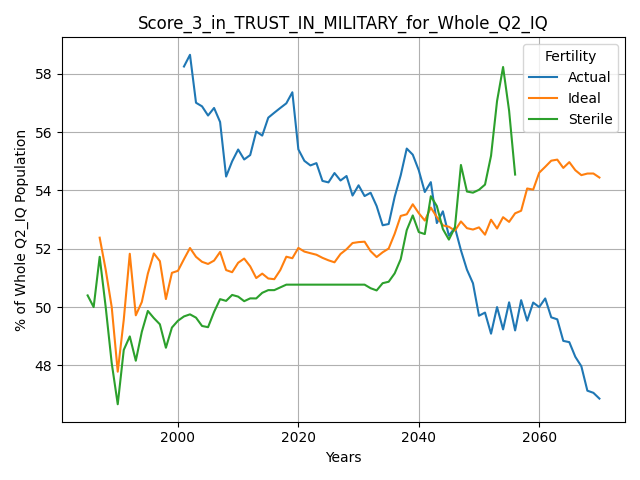 Score_3_in_TRUST_IN_MILITARY_for_Whole_Q2_IQ
% of Whole Q2_IQ Population
58
56
54
52
50
48
Fertility
Actual
Ideal
Sterile
2000 2020 2040 2060
Years